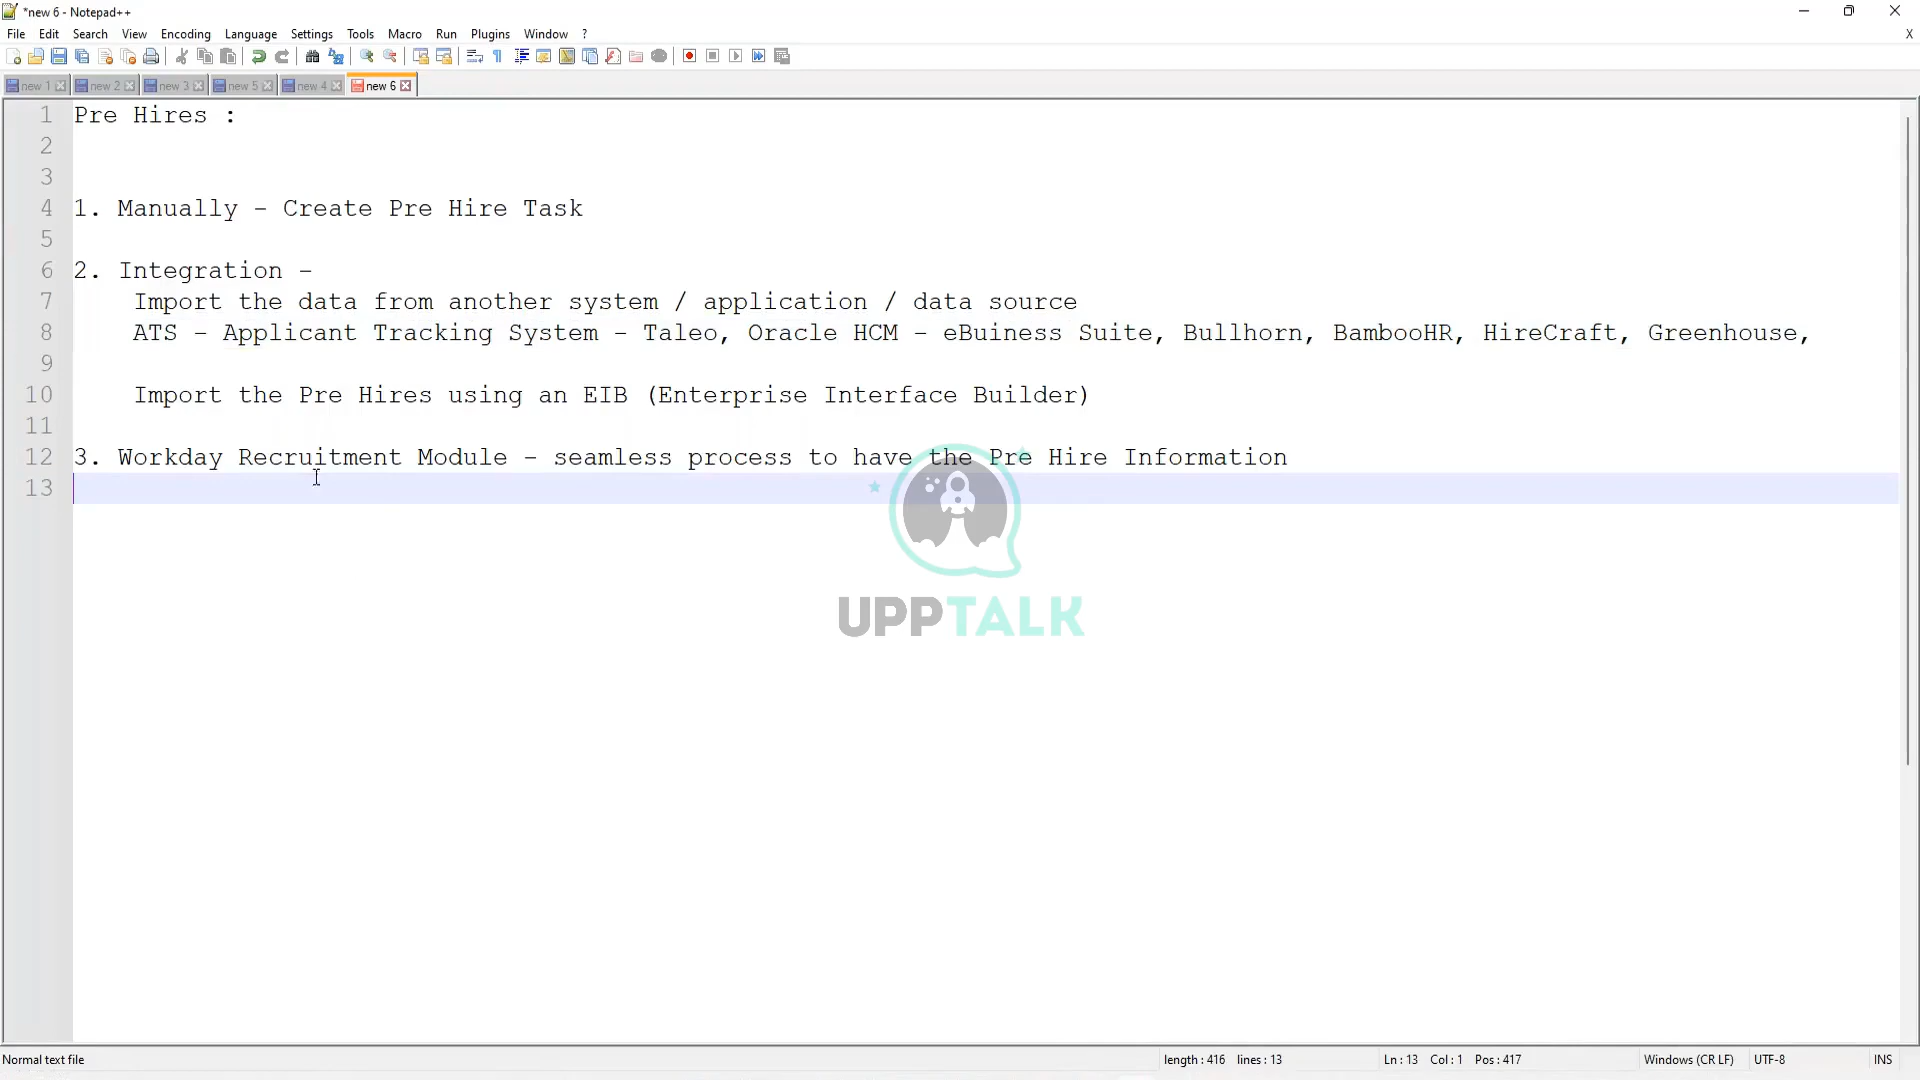 *new 6 - Notepad++
File Edit Search View Encoding Language Settings Tools Macro Run Plugins Window ? X
new 1 new 2 new 3 new 5 new 4 new 6
1 Pre Hires :
2
3
4 1. Manually - Create Pre Hire Task
5
6 2. Integration -
7 Import the data from another system / application / data source
8 ATS - Applicant Tracking System - Taleo, Oracle HCM - eBuiness Suite, Bullhorn, BambooHR, HireCraft, Greenhouse,
9
10 Import the Pre Hires using an EIB (Enterprise Interface Builder)
11
12 3. Workday Recruitment Module - seamless process to have the Pre Hire Information
13
UPPTALK
Normal text file length : 416 lines : 13 Ln : 13 Col : 1 Pos : 417 Windows (CR LF) UTF-8 INS